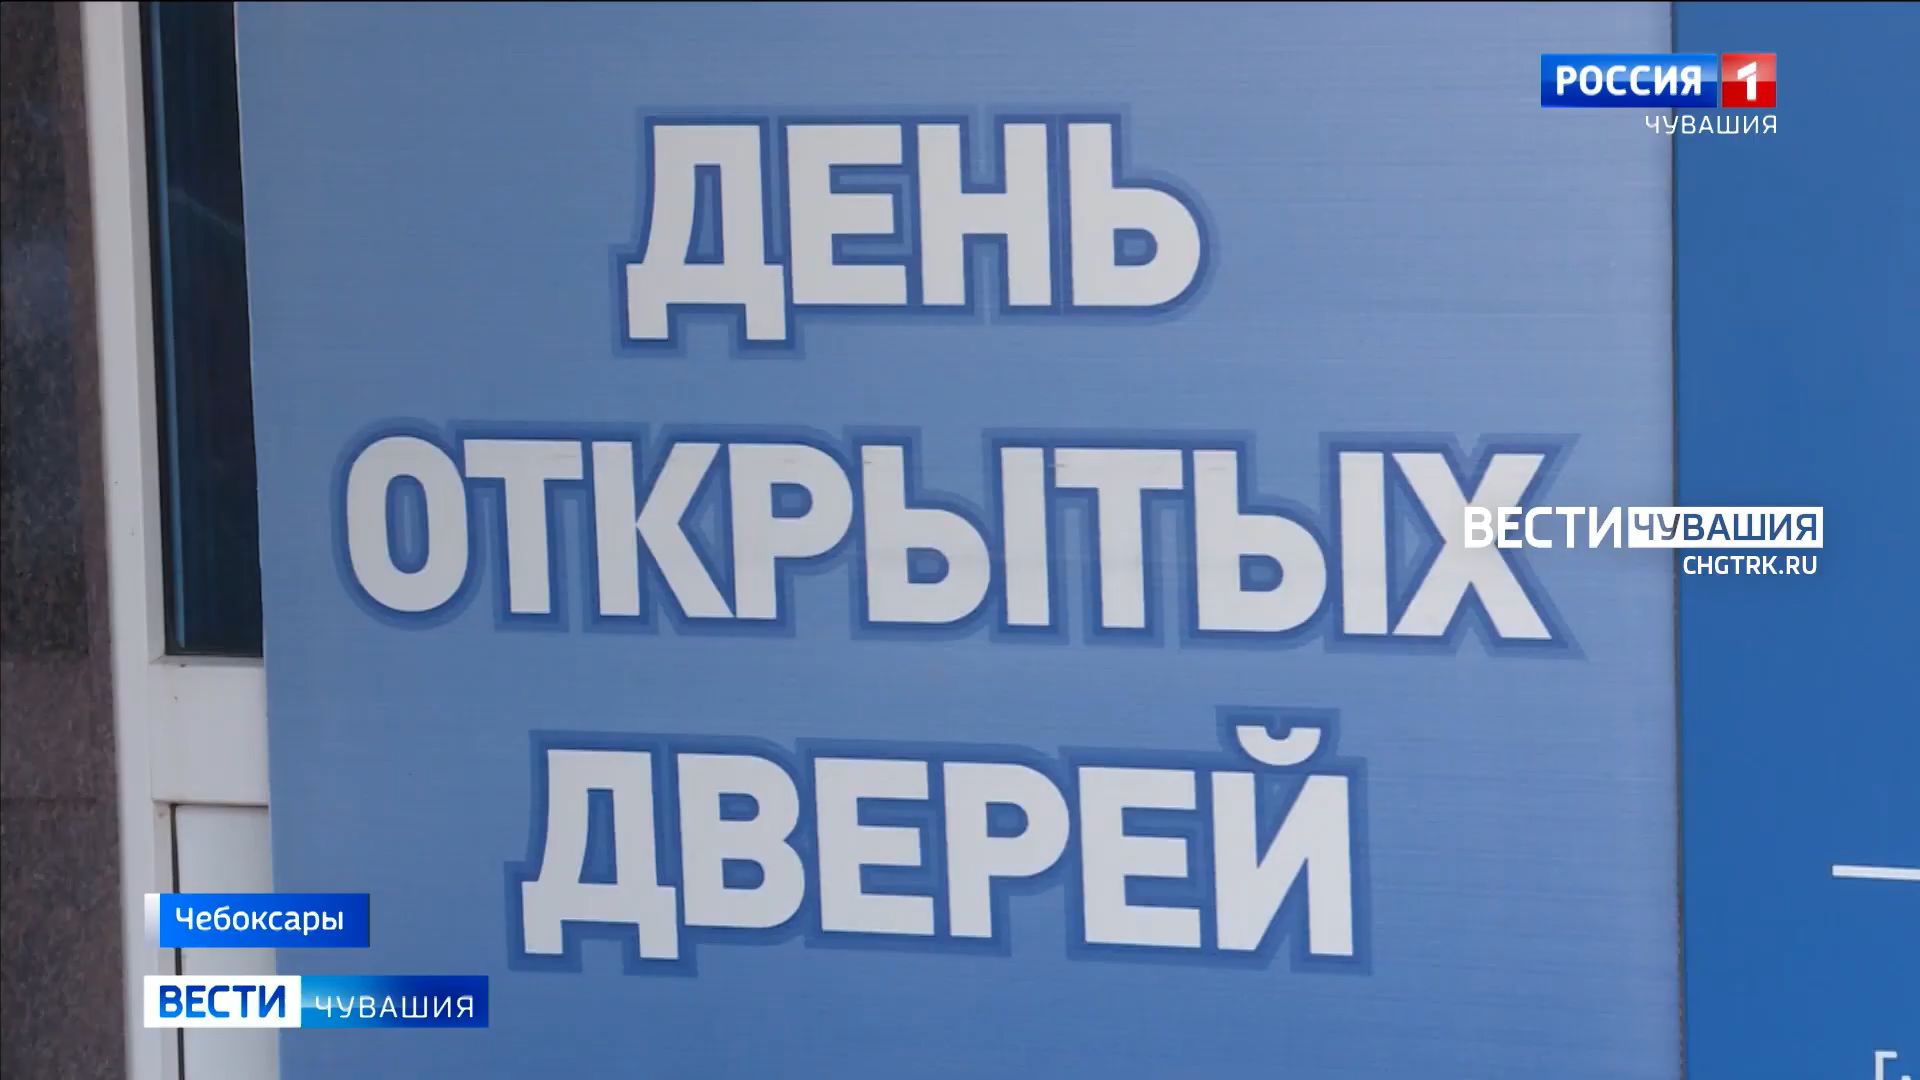 РОССИЯ 1
ЧУВАШИЯ
ДЕНЬ
ОТКРЫТЫХ
ВЕСТИ ЧУВАШИЯ
CHGTRK.RU
ДВЕРЕЙ
Чебоксары
ВЕСТИ ЧУВАШИЯ
Г.